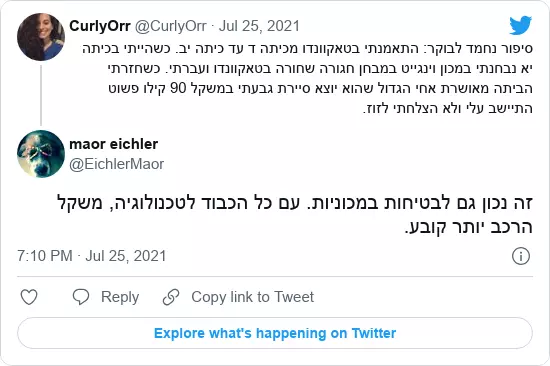 CurlyOrr @CurlyOrr · Jul 25, 2021
סיפור נחמד לבוקר: התאמנתי בטאקוונדו מכיתה ד עד כיתה יב. כשהייתי בכיתה
יא נבחנתי במכון וינגייט במבחן חגורה שחורה בטאקוונדו ועברתי. כשחזרתי
הביתה מאושרת אחי הגדול שהוא יוצא סיירת גבעתי במשקל 90 קילו פשוט
התיישב עלי ולא הצלחתי לזוז.
maor eichler
@EichlerMaor
זה נכון גם לבטיחות במכוניות. עם כל הכבוד לטכנולוגיה, משקל
הרכב יותר קובע.
7:10 PM · Jul 25, 2021
Reply
Copy link to Tweet
Explore what's happening on Twitter